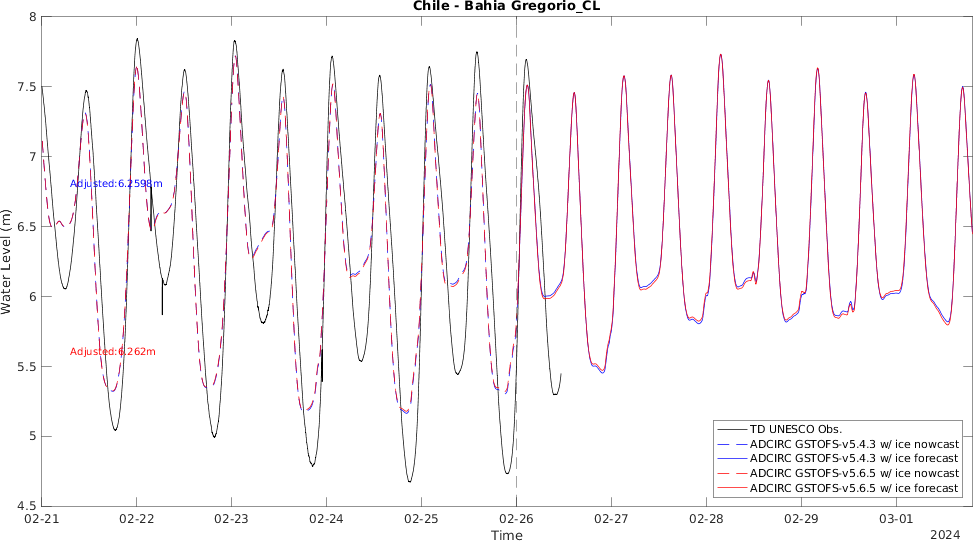 Chile - Bahia Gregorio_CL
8
7.5
7
6.5
6
5.5
5
4.5
Water Level (m)
Adjusted:6.2598m
Adjusted:6.262m
TD UNESCO Obs.
ADCIRC GSTOFS-v5.4.3 w/ ice nowcast
ADCIRC GSTOFS-v5.4.3 w/ ice forecast
ADCIRC GSTOFS-v5.6.5 w/ ice nowcast
ADCIRC GSTOFS-v5.6.5 w/ ice forecast
02-21 02-22 02-23 02-24 02-25 02-26 02-27 02-28 02-29 03-01
Time
2024